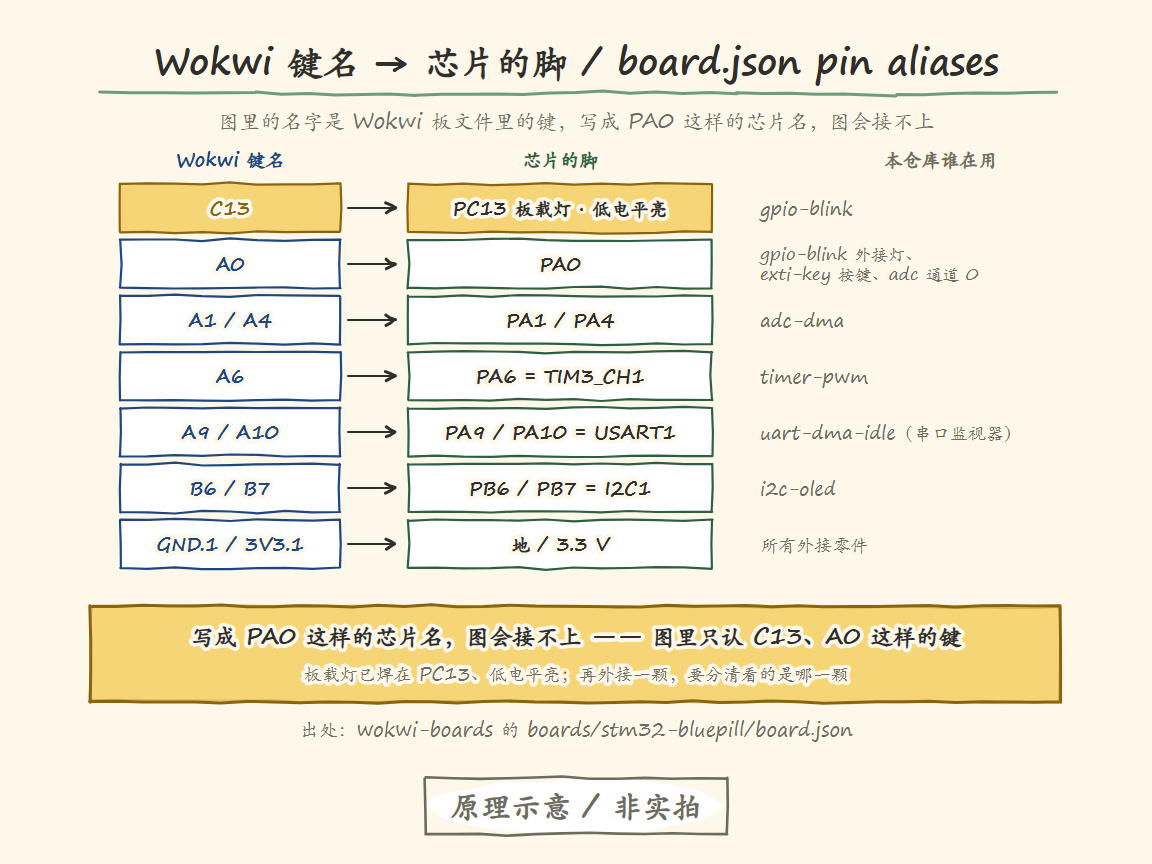 Wokwi 键名 → 芯片的脚 / board.json pin aliases
图里的名字是 Wokwi 板文件里的键，写成 PA0 这样的芯片名，图会接不上
Wokwi 键名 芯片的脚 本仓库谁在用
C13 → PC13 板载灯 · 低电平亮 gpio-blink
A0 → PA0 gpio-blink 外接灯、
exti-key 按键、adc 通道 0
A1 / A4 → PA1 / PA4 adc-dma
A6 → PA6 = TIM3_CH1 timer-pwm
A9 / A10 → PA9 / PA10 = USART1 uart-dma-idle（串口监视器）
B6 / B7 → PB6 / PB7 = I2C1 i2c-oled
GND.1 / 3V3.1 → 地 / 3.3 V 所有外接零件
写成 PA0 这样的芯片名，图会接不上 —— 图里只认 C13、A0 这样的键
板载灯已焊在 PC13、低电平亮；再外接一颗，要分清看的是哪一颗
出处：wokwi-boards 的 boards/stm32-bluepill/board.json
原理示意 / 非实拍